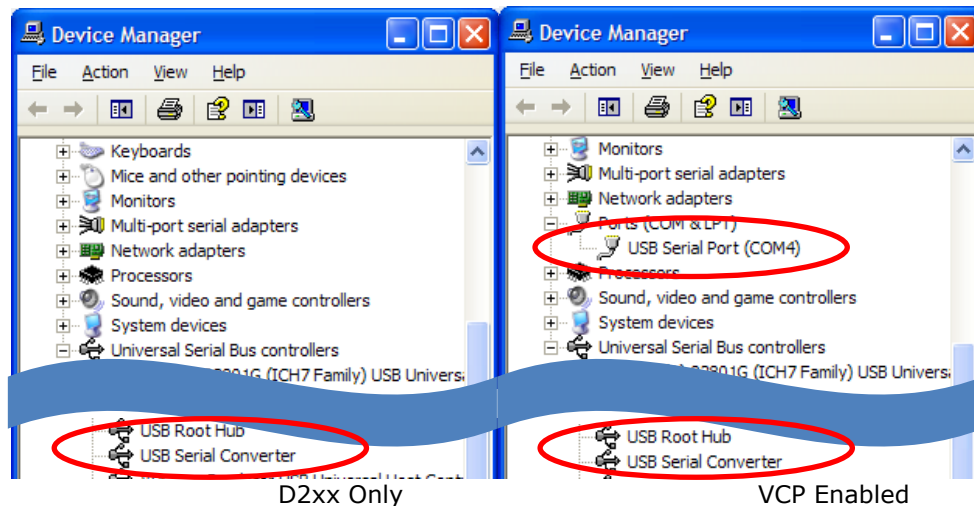 Device Manager
File Action View Help
Keyboards
Mice and other pointing devices
Monitors
Multi-port serial adapters
Network adapters
Processors
Sound, video and game controllers
System devices
Universal Serial Bus controllers
(ICH7 Family) USB Universa
USB Root Hub
USB Serial Converter
D2xx Only
Device Manager
File Action View Help
Monitors
Multi-port serial adapters
Network adapters
Ports (COM & LPT)
USB Serial Port (COM4)
Processors
Sound, video and game controllers
System devices
Universal Serial Bus controllers
(ICH7 Family) USB Univers
USB Root Hub
USB Serial Converter
VCP Enabled